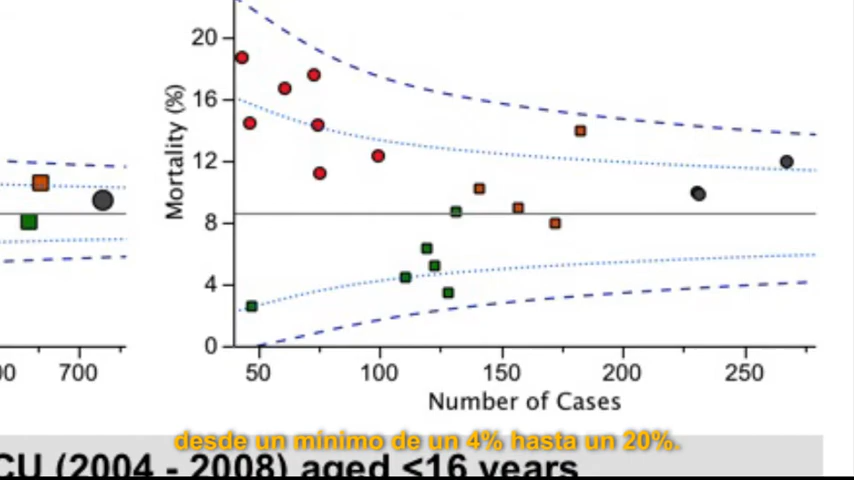 20
16
12
8
4
0
Mortality (%)
00 700
50 100 150 200 250
Number of Cases
desde un mínimo de un 4% hasta un 20%.
CU (2004 - 2008) aged ≤16 years